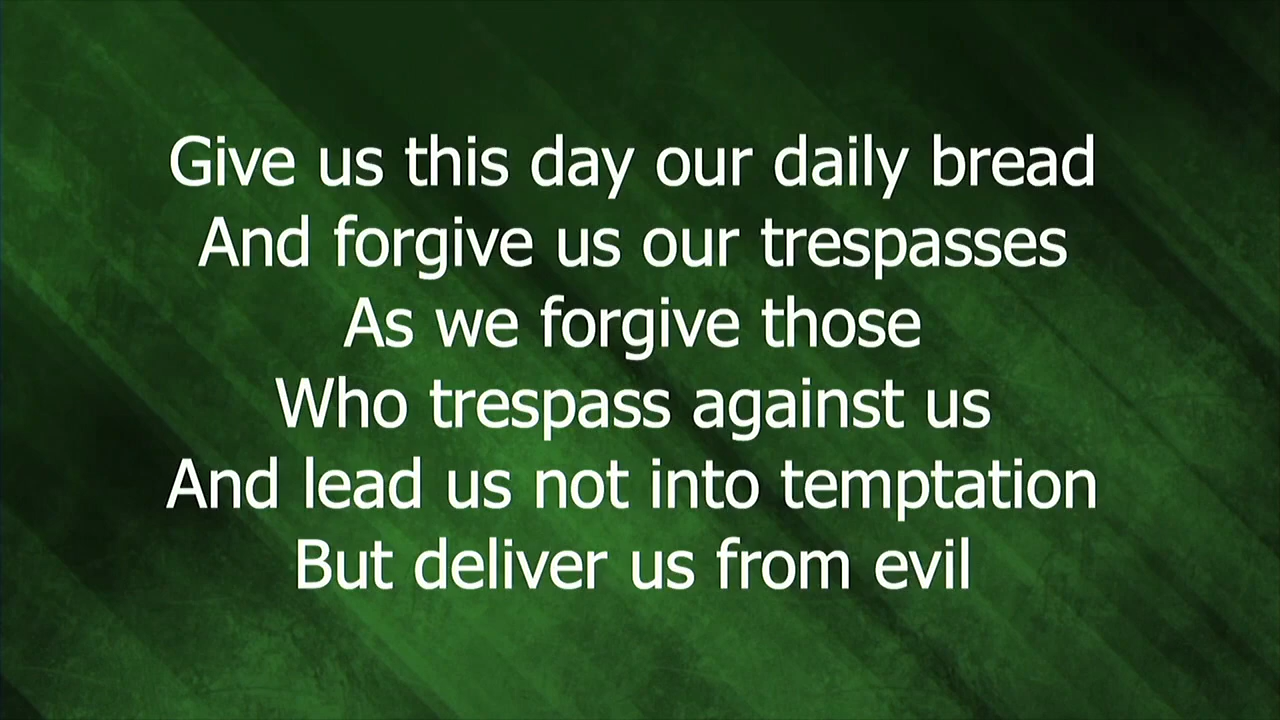 Give us this day our daily bread
And forgive us our trespasses
As we forgive those
Who trespass against us
And lead us not into temptation
But deliver us from evil